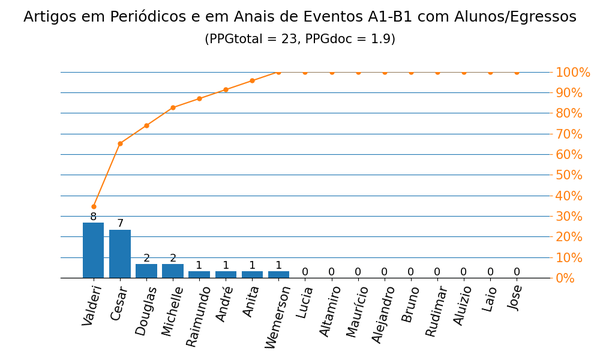 Artigos em Periódicos e em Anais de Eventos A1-B1 com Alunos/Egressos
(PPGtotal = 23, PPGdoc = 1.9)
100%
90%
80%
70%
60%
50%
40%
30%
20%
10%
0%
8 7 2 2 1 1 1 1 0 0 0 0 0 0 0 0 0
Valderi
Cesar
Douglas
Michelle
Raimundo
André
Anita
Wemerson
Lucia
Altamiro
Maurício
Alejandro
Bruno
Rudimar
Aluizio
Laio
Jose